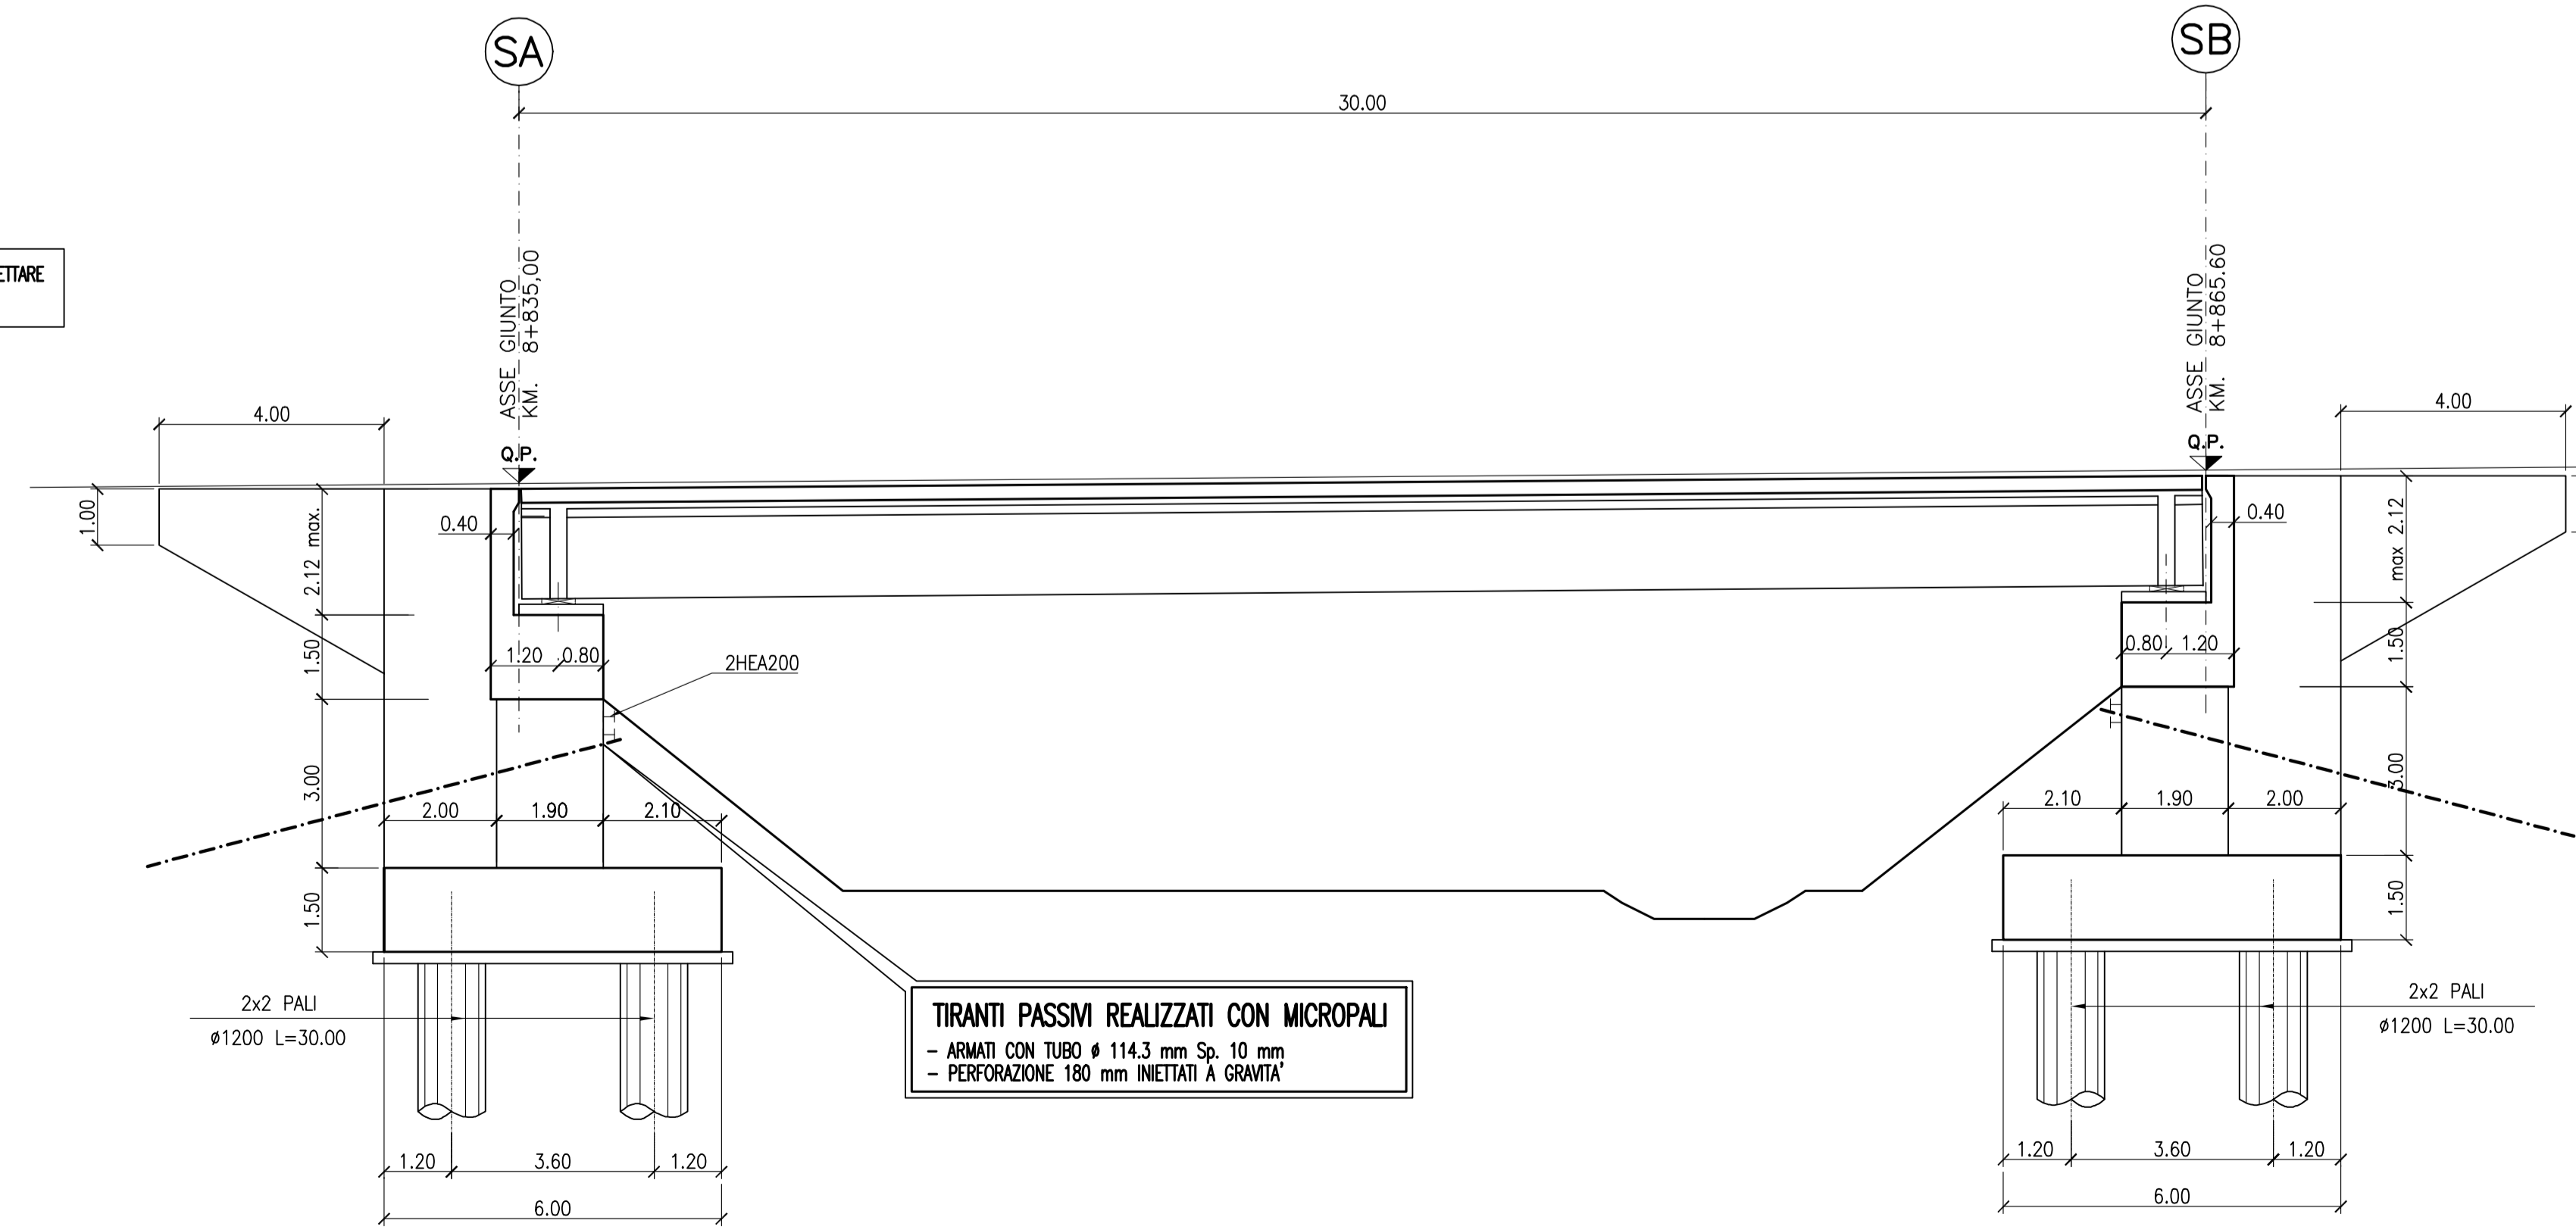 SA
SB
30.00
ETTARE
ASSE GIUNTO
KM. 8+835,00
ASSE GIUNTO
KM. 8+865.60
4.00
4.00
Q.P.
Q.P.
1.00
0.40
0.40
2.12 max.
max 2.12
1.50
1.20
0.80
2HEA200
0.80
1.20
1.50
3.00
3.00
2.00
1.90
2.10
2.10
1.90
2.00
1.50
1.50
2x2 PALI
ø1200 L=30.00
TIRANTI PASSIVI REALIZZATI CON MICROPALI
- ARMATI CON TUBO ø 114.3 mm Sp. 10 mm
- PERFORAZIONE 180 mm INIETTATI A GRAVITA'
2x2 PALI
ø1200 L=30.00
1.20
3.60
1.20
1.20
3.60
1.20
6.00
6.00